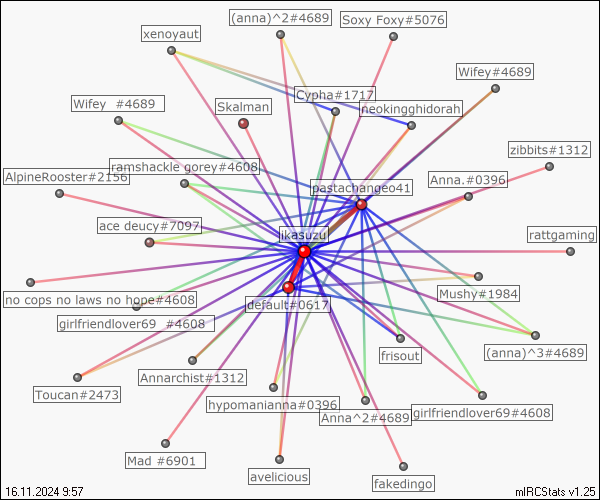 (anna)^2#4689
Soxy Foxy#5076
xenoyaut
Wifey#4689
Cypha#1717
Wifey #4689
Skalman
neokingghidorah
zibbits#1312
ramshackle gorey#4608
AlpineRooster#2156
pastachangeo41
Anna.#0396
ace deucy#7097
ikasuzu
rattgaming
no cops no laws no hope#4608
default#0617
Mushy#1984
girlfriendlover69 #4608
frisout
(anna)^3#4689
Annarchist#1312
Toucan#2473
hypomanianna#0396
Anna^2#4689
girlfriendlover69#4608
Mad #6901
avelicious
fakedingo
16.11.2024 9:57
mIRCStats v1.25